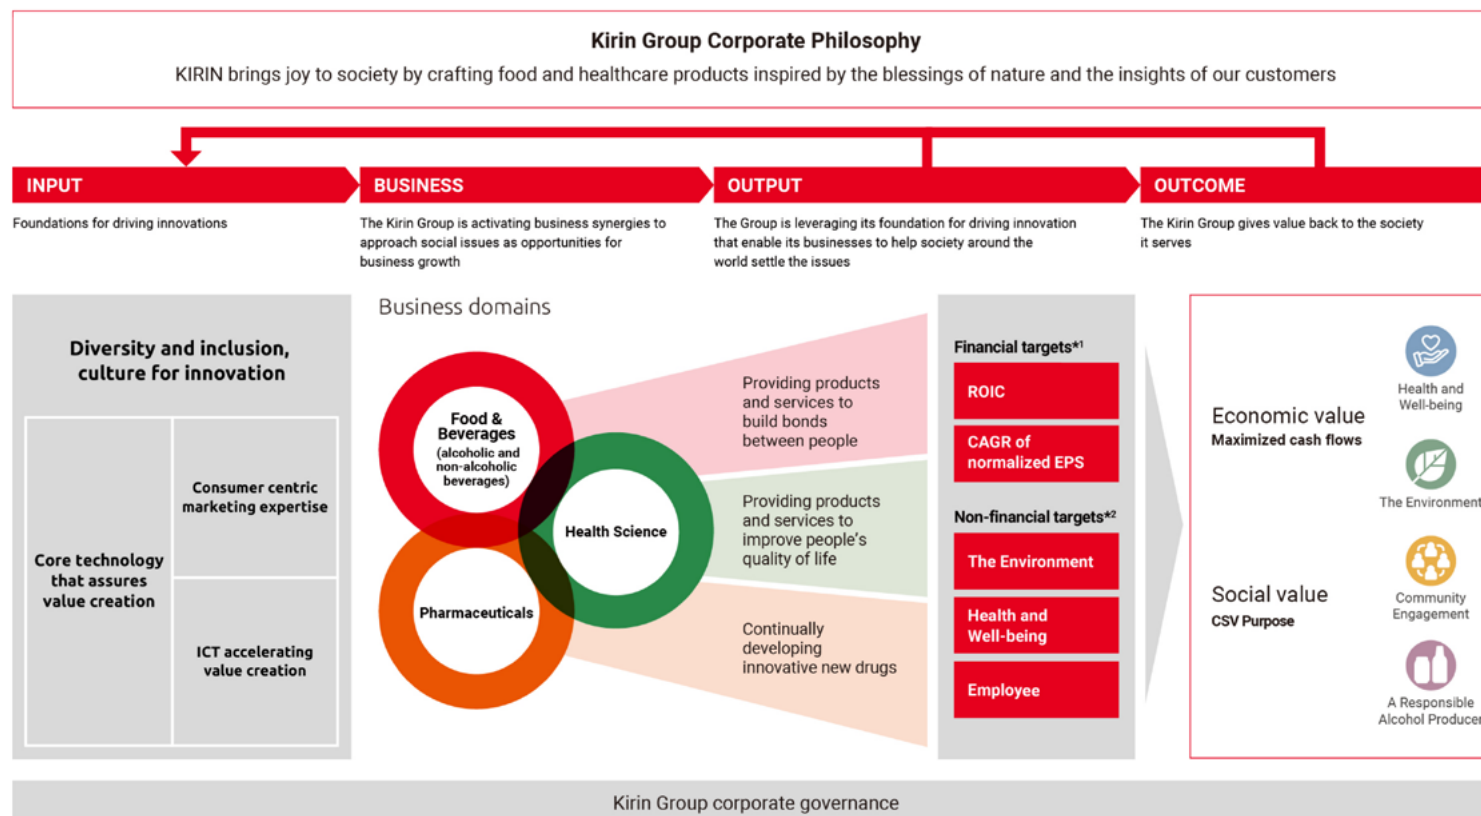 Kirin Group Corporate Philosophy
KIRIN brings joy to society by crafting food and healthcare products inspired by the blessings of nature and the insights of our customers
INPUT
BUSINESS
OUTPUT
OUTCOME
Foundations for driving innovations
The Kirin Group is activating business synergies to
approach social issues as opportunities for
business growth
The Group is leveraging its foundation for driving innovation
that enable its businesses to help society around the
world settle the issues
The Kirin Group gives value back to the society
it serves
Diversity and inclusion,
culture for innovation
Core technology
that assures
value creation
Consumer centric
marketing expertise
ICT accelerating
value creation
Business domains
Food &
Beverages
(alcoholic and
non-alcoholic
beverages)
Health Science
Pharmaceuticals
Providing products
and services to
build bonds
between people
Providing products
and services to
improve people's
quality of life
Continually
developing
innovative new drugs
Financial targets*1
ROIC
CAGR of
normalized EPS
Non-financial targets*2
The Environment
Health and
Well-being
Employee
Economic value
Maximized cash flows
Social value
CSV Purpose
Health and
Well-being
The Environment
Community
Engagement
A Responsible
Alcohol Producer
Kirin Group corporate governance